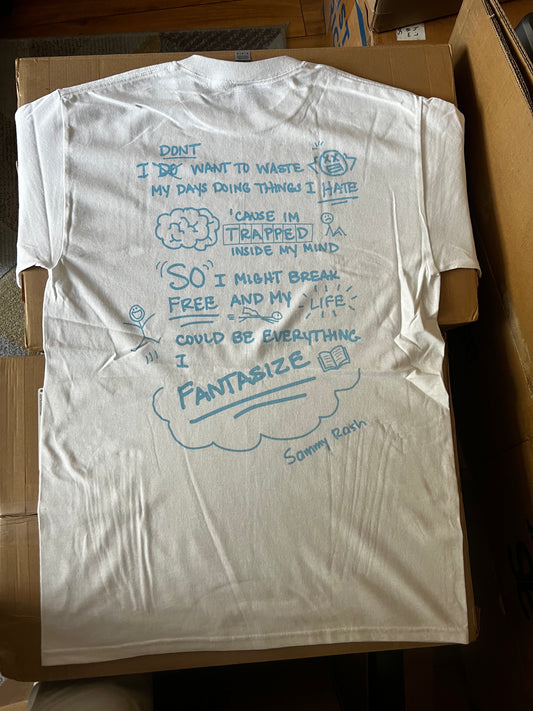 DONT
I DO WANT TO WASTE
MY DAYS DOING THINGS I HATE
'CAUSE IM
TRAPPED
INSIDE MY MIND
"SO" I MIGHT BREAK
FREE AND MY LIFE
COULD BE EVERYTHING
I
FANTASIZE
Sammy Rash